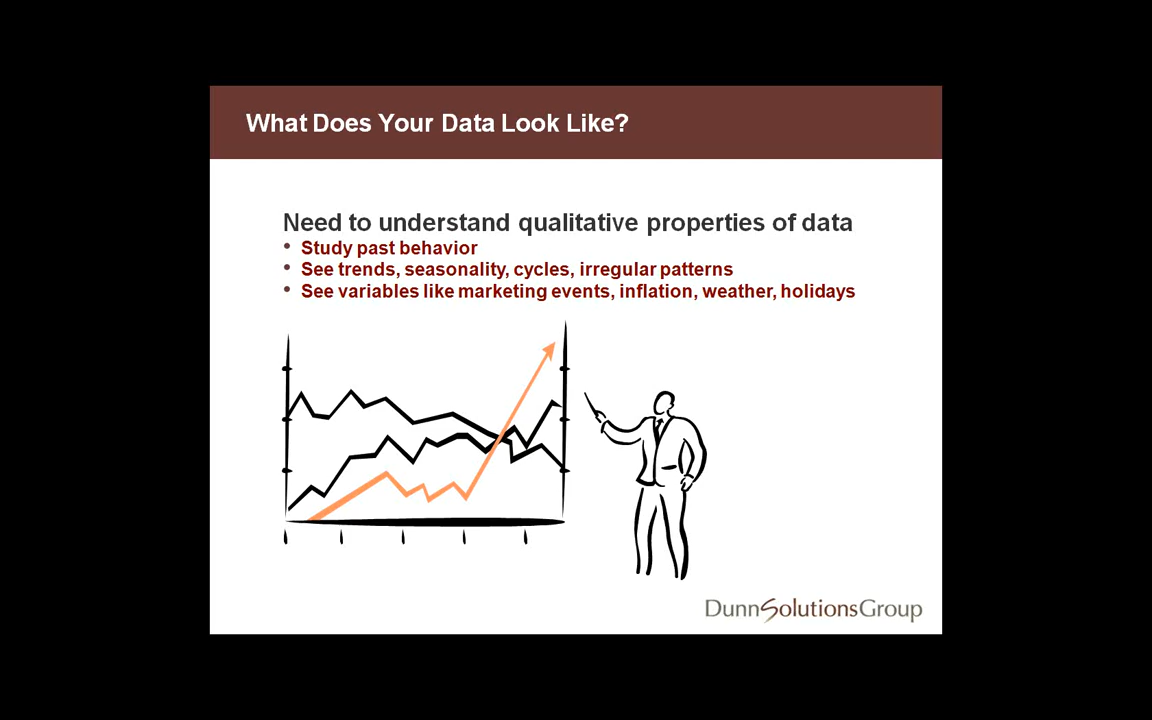 What Does Your Data Look Like?
Need to understand qualitative properties of data
• Study past behavior
• See trends, seasonality, cycles, irregular patterns
• See variables like marketing events, inflation, weather, holidays
DunnSolutionsGroup